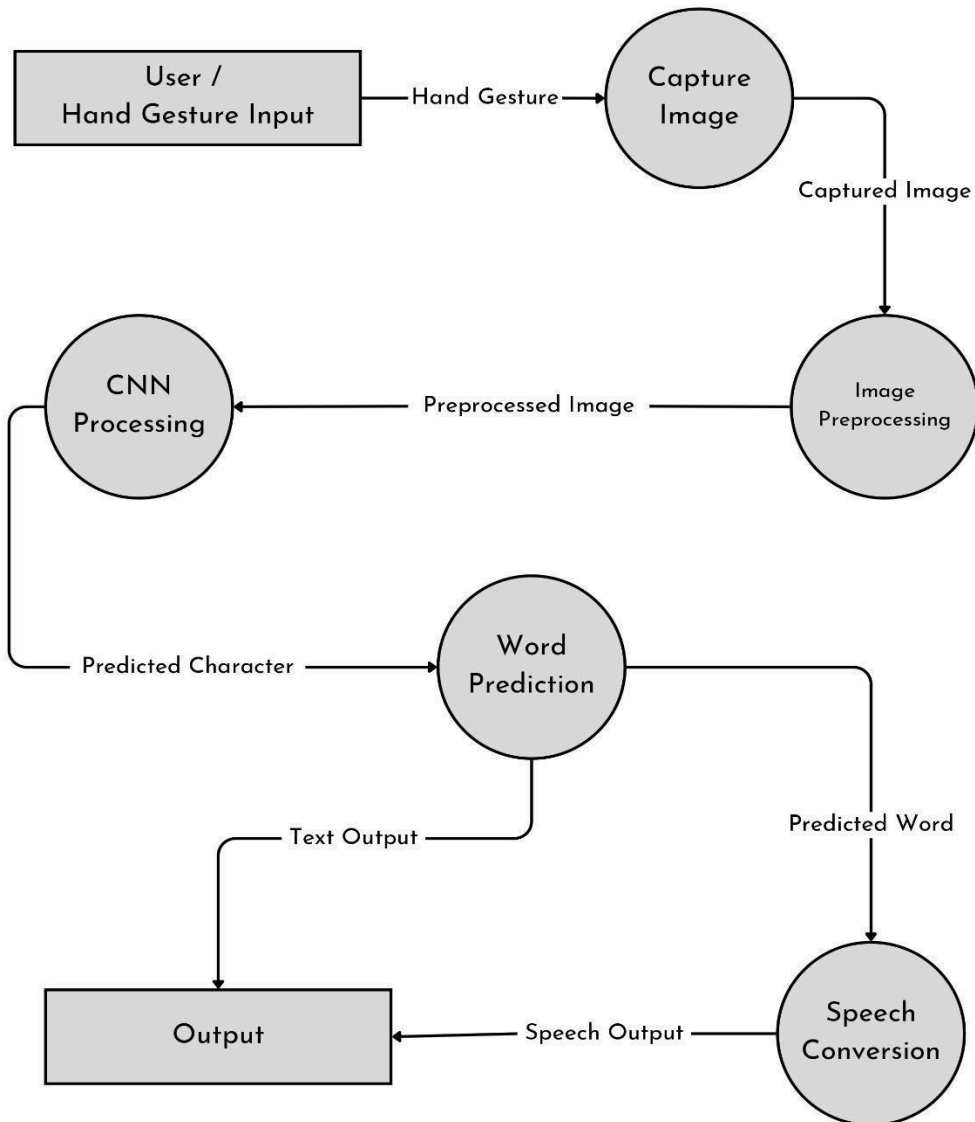 User /
Hand Gesture Input
Hand Gesture
Capture
Image
Captured Image
CNN
Processing
Preprocessed Image
Image
Preprocessing
Predicted Character
Word
Prediction
Text Output
Predicted Word
Output
Speech Output
Speech
Conversion